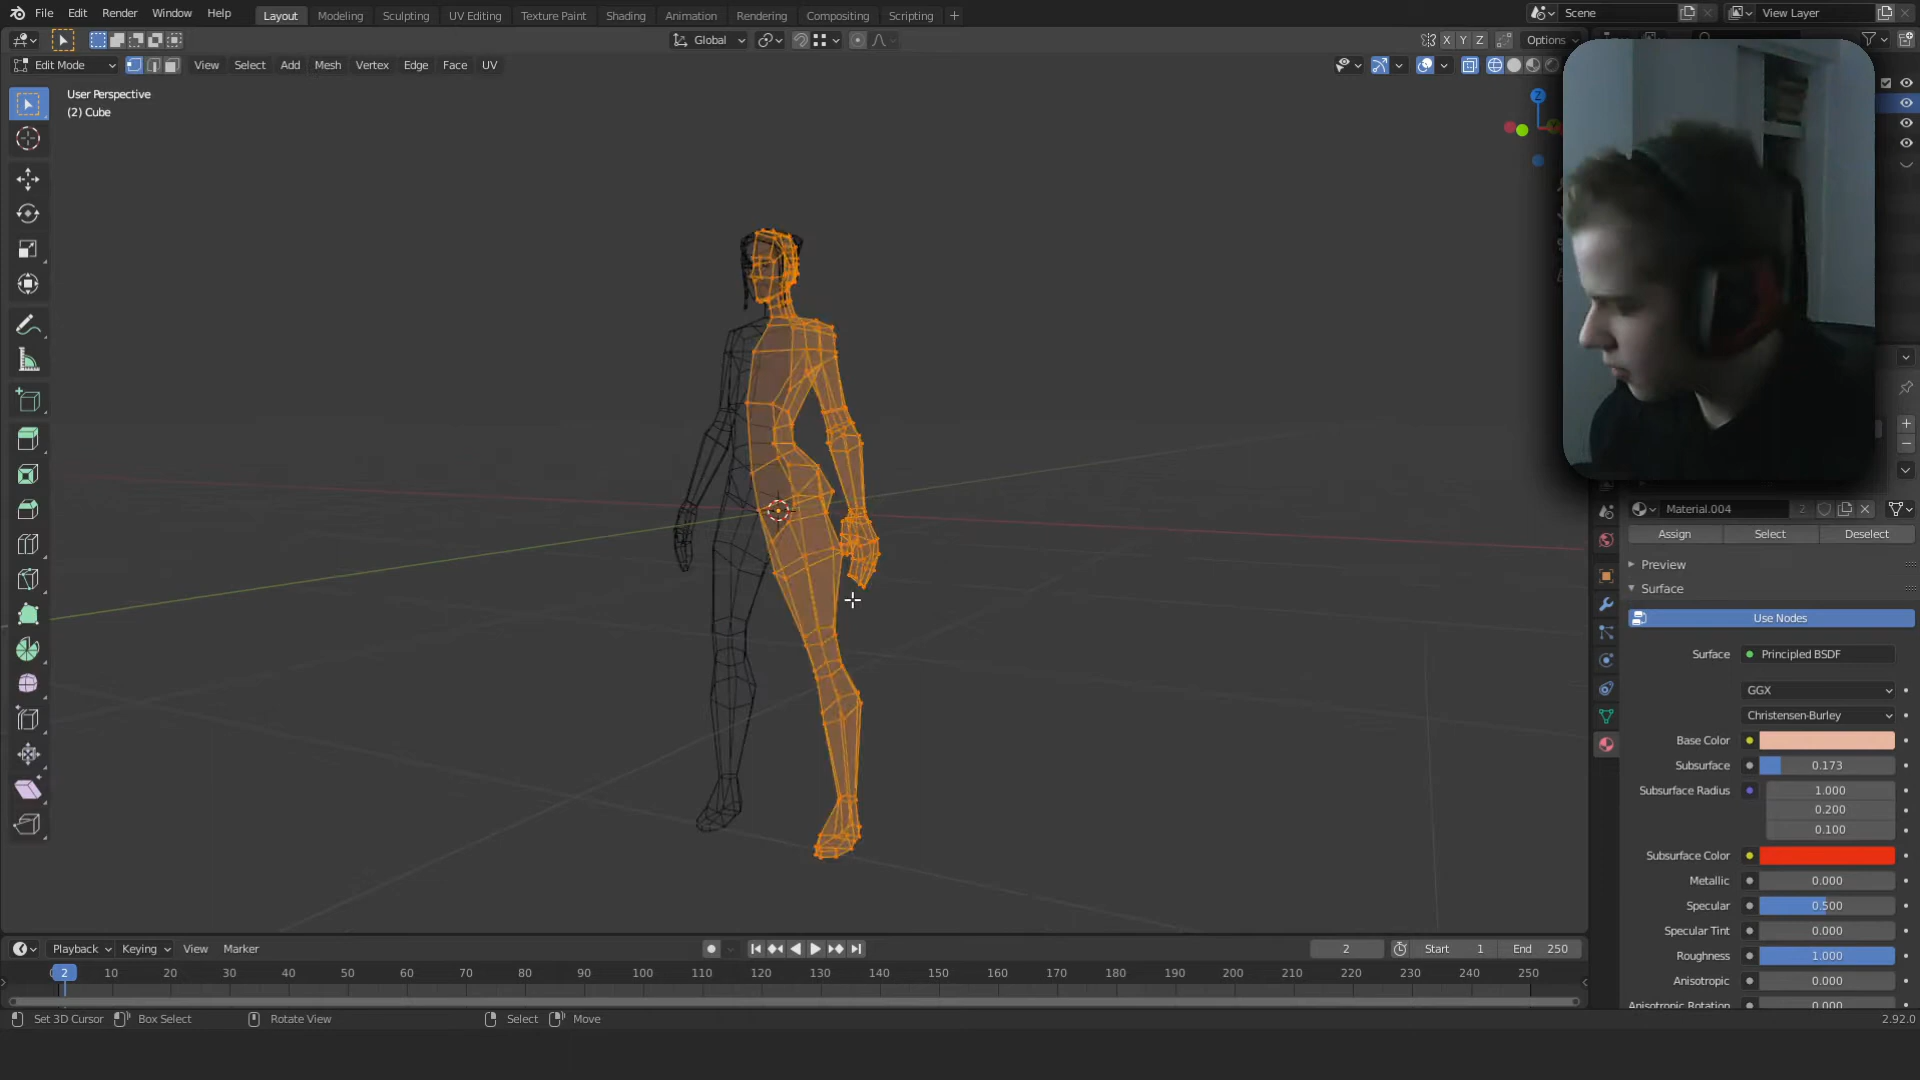 File Edit Render Window Help Layout Modeling Sculpting UV Editing Texture Paint Shading Animation Rendering Compositing Scripting + Scene View Layer
Global X Y Z Options
Edit Mode View Select Add Mesh Vertex Edge Face UV
User Perspective
(2) Cube
Z
Material.004 2
Assign Select Deselect
Preview
Surface
Use Nodes
Surface Principled BSDF
GGX
Christensen-Burley
Base Color
Subsurface 0.173
Subsurface Radius 1.000
0.200
0.100
Subsurface Color
Metallic 0.000
Specular 0.500
Specular Tint 0.000
Roughness 1.000
Anisotropic 0.000
Anisotropic Rotation 0.000
Playback Keying View Marker 2 Start 1 End 250
2 10 20 30 40 50 60 70 80 90 100 110 120 130 140 150 160 170 180 190 200 210 220 230 240 250
Set 3D Cursor Box Select Rotate View Select Move 2.92.0